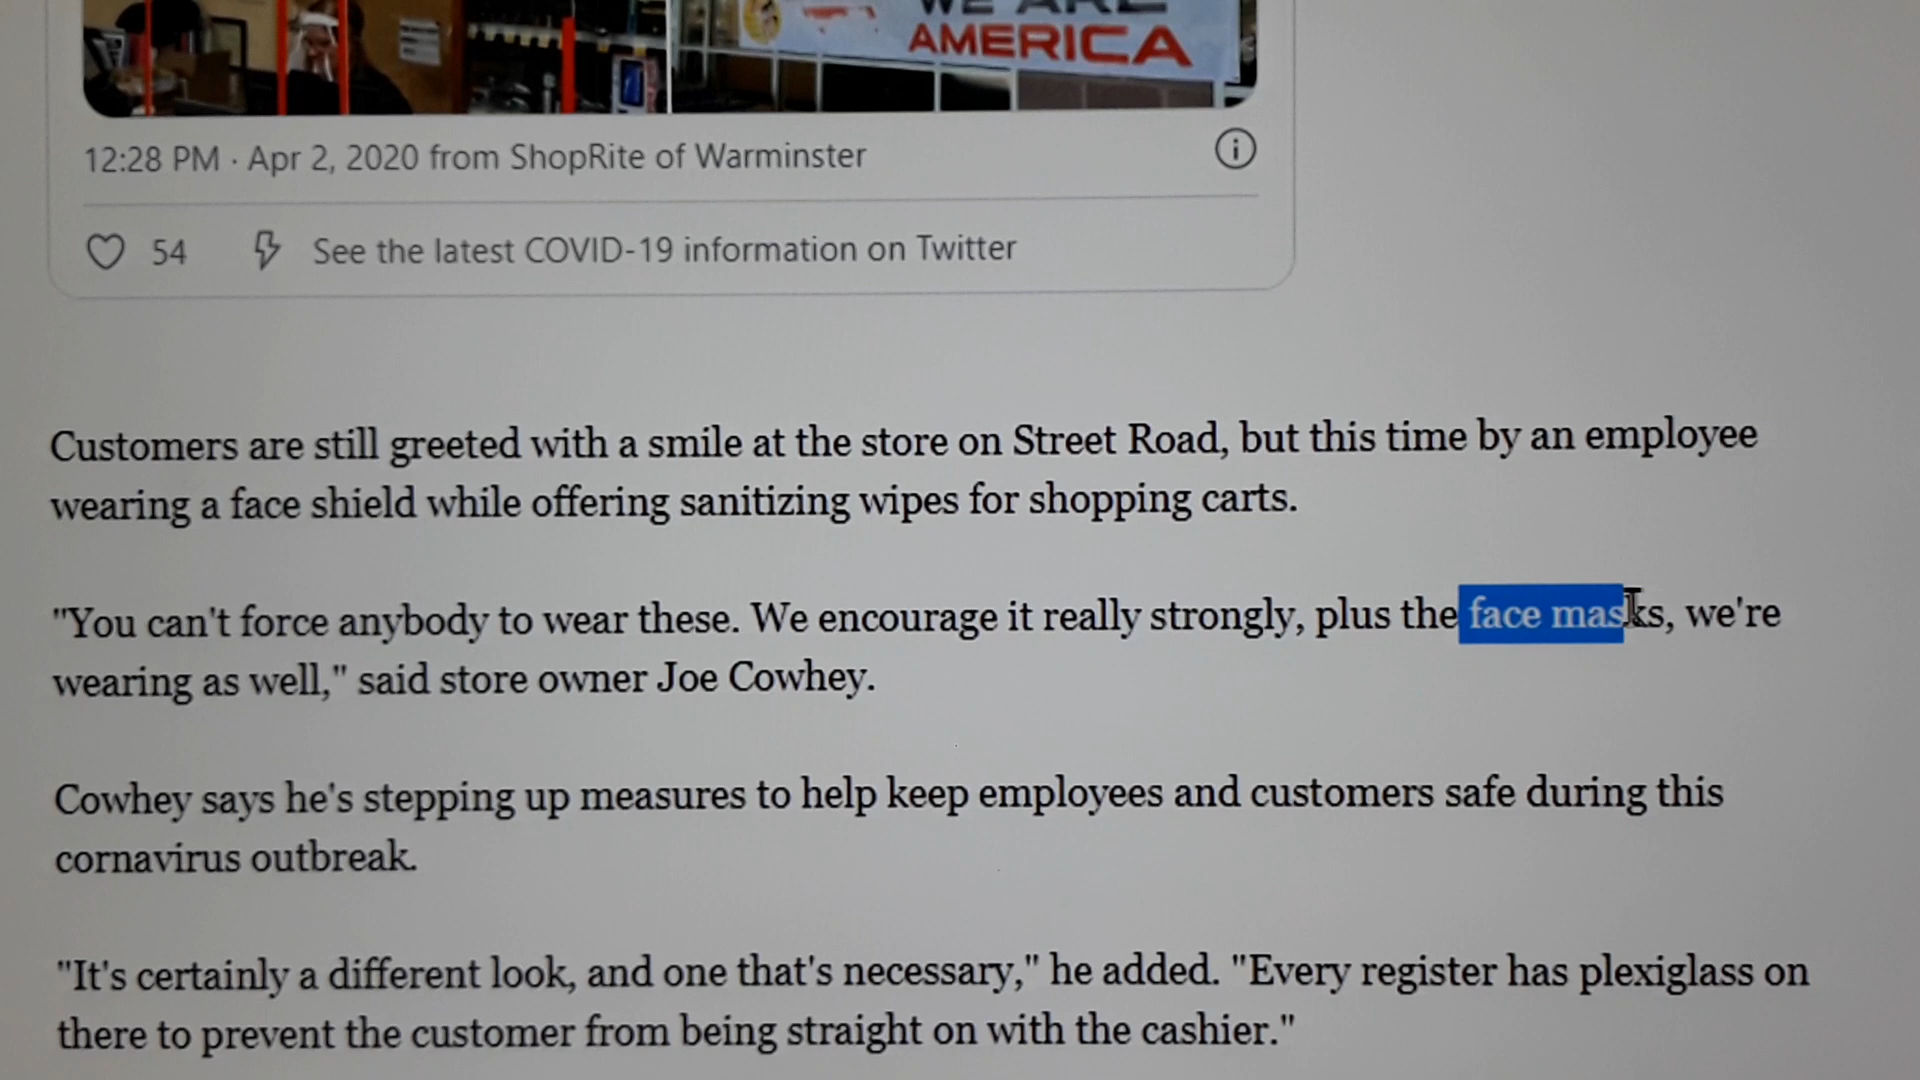 WE ARE
AMERICA
12:28 PM · Apr 2, 2020 from ShopRite of Warminster
54 See the latest COVID-19 information on Twitter
Customers are still greeted with a smile at the store on Street Road, but this time by an employee
wearing a face shield while offering sanitizing wipes for shopping carts.
"You can't force anybody to wear these. We encourage it really strongly, plus the face masks, we're
wearing as well," said store owner Joe Cowhey.
Cowhey says he's stepping up measures to help keep employees and customers safe during this
cornavirus outbreak.
"It's certainly a different look, and one that's necessary," he added. "Every register has plexiglass on
there to prevent the customer from being straight on with the cashier."